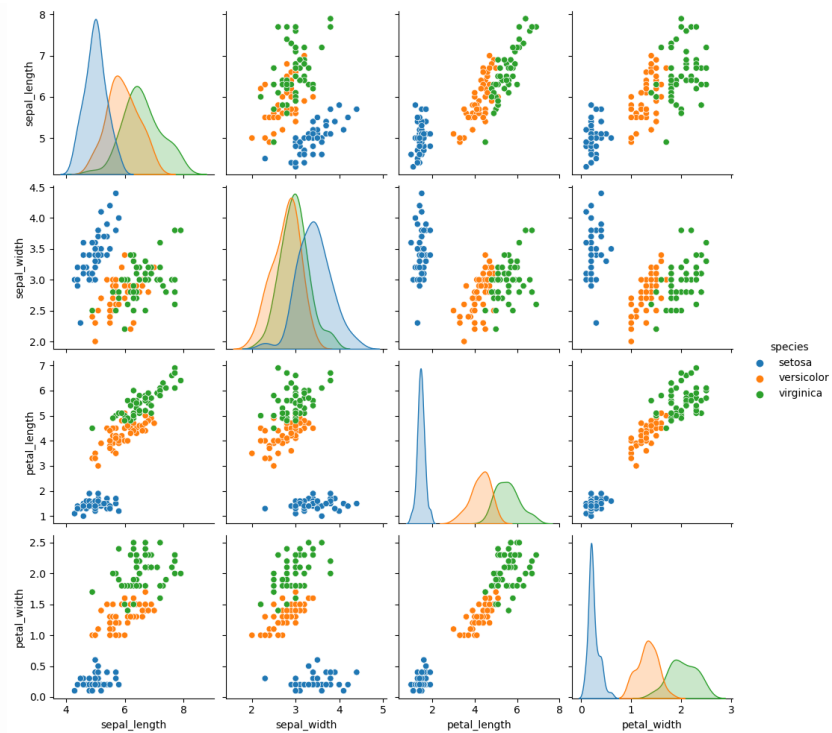 8
7
6
5
sepal_length
4.5
4.0
3.5
3.0
2.5
2.0
sepal_width
species
setosa
versicolor
virginica
7
6
5
4
3
2
1
petal_length
2.5
2.0
1.5
1.0
0.5
0.0
petal_width
4 6 8
sepal_length
2 3 4 5
sepal_width
2 4 6 8
petal_length
0 1 2 3
petal_width